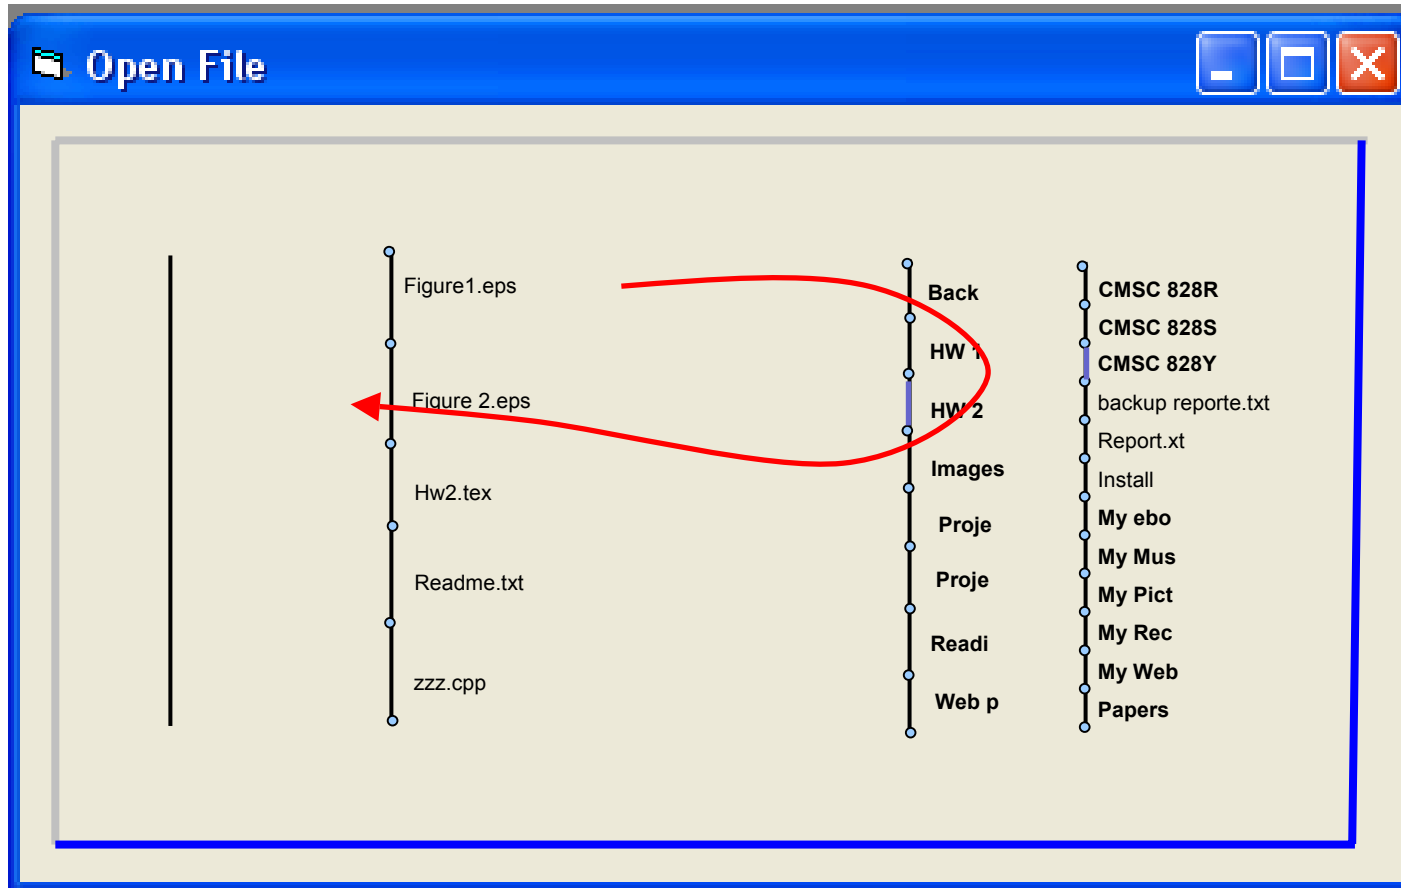 Open File
Figure1.eps
Figure 2.eps
Hw2.tex
Readme.txt
zzz.cpp
Back
HW 1
HW 2
Images
Proje
Proje
Readi
Web p
CMSC 828R
CMSC 828S
CMSC 828Y
backup reporte.txt
Report.xt
Install
My ebo
My Mus
My Pict
My Rec
My Web
Papers